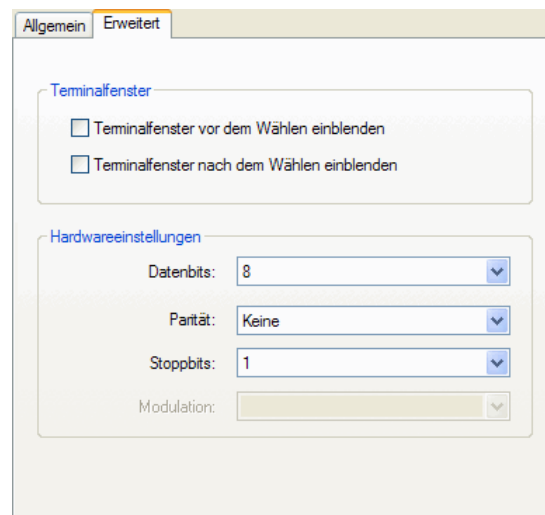 Allgemein Erweitert
Terminalfenster
Terminalfenster vor dem Wählen einblenden
Terminalfenster nach dem Wählen einblenden
Hardwareeinstellungen
Datenbits: 8
Parität: Keine
Stoppbits: 1
Modulation: